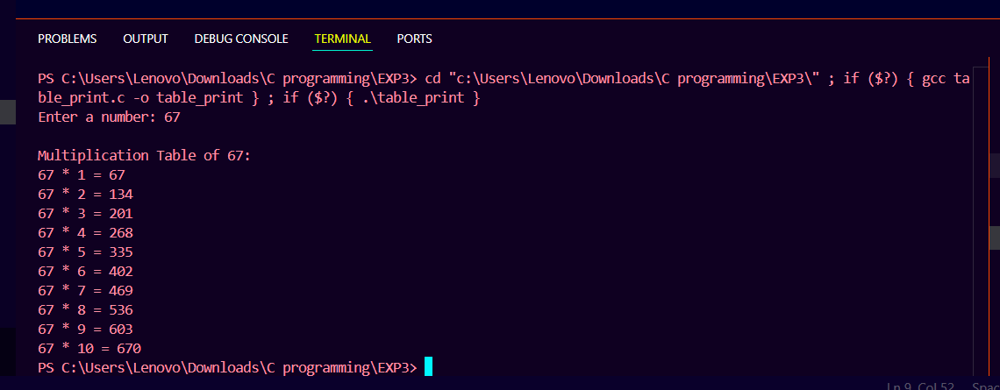 PROBLEMS OUTPUT DEBUG CONSOLE TERMINAL PORTS
PS C:\Users\Lenovo\Downloads\C programming\EXP3> cd "c:\Users\Lenovo\Downloads\C programming\EXP3\" ; if ($?) { gcc ta
ble_print.c -o table_print } ; if ($?) { .\table_print }
Enter a number: 67
Multiplication Table of 67:
67 * 1 = 67
67 * 2 = 134
67 * 3 = 201
67 * 4 = 268
67 * 5 = 335
67 * 6 = 402
67 * 7 = 469
67 * 8 = 536
67 * 9 = 603
67 * 10 = 670
PS C:\Users\Lenovo\Downloads\C programming\EXP3>
Ln 9, Col 52